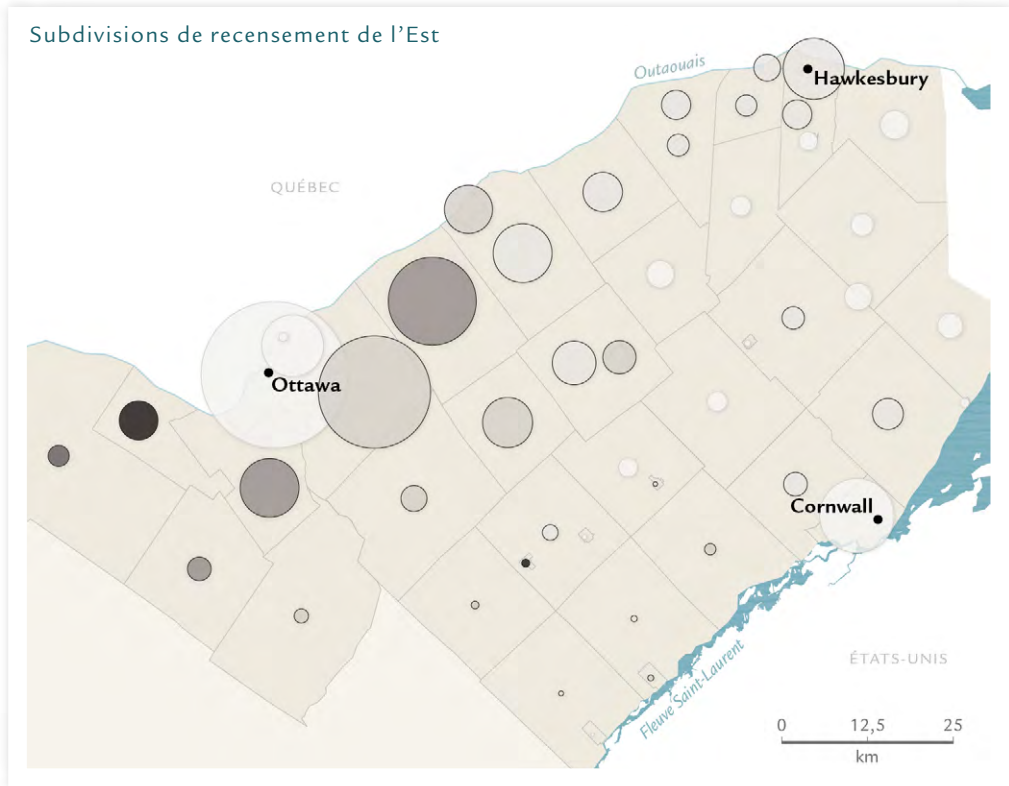 Subdivisions de recensement de l’Est
Outaouais
Hawkesbury
QUÉBEC
Ottawa
Cornwall
ÉTATS-UNIS
Fleuve Saint-Laurent
0 12,5 25
km